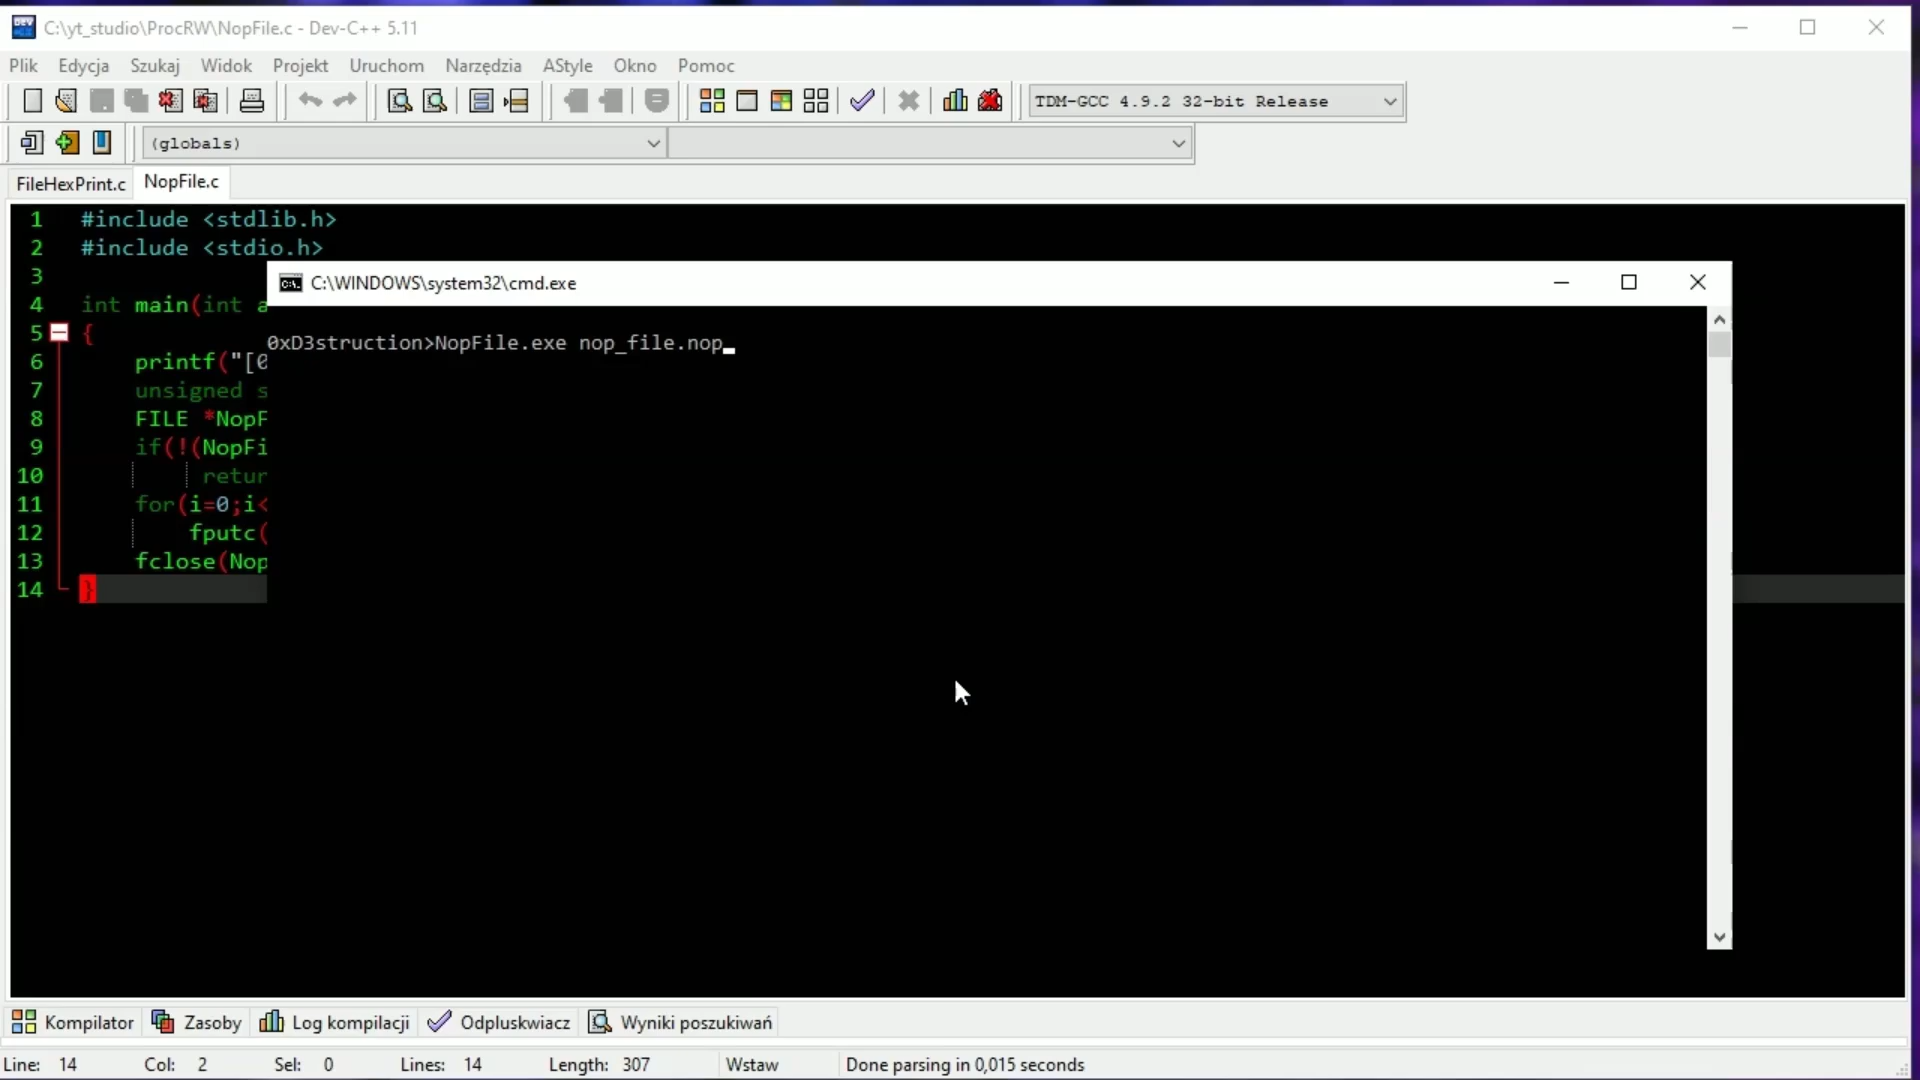 C:\yt_studio\ProcRW\NopFile.c - Dev-C++ 5.11
Plik Edycja Szukaj Widok Projekt Uruchom Narzędzia AStyle Okno Pomoc
TDM-GCC 4.9.2 32-bit Release
(globals)
FileHexPrint.c NopFile.c
1 #include <stdlib.h>
2 #include <stdio.h>
3
C:\WINDOWS\system32\cmd.exe
4 int main(int a
5 {
0xD3struction>NopFile.exe nop_file.nop_
6 printf("[0
7 unsigned s
8 FILE *NopF
9 if(!(NopFi
10 retur
11 for(i=0;i<
12 fputc(
13 fclose(Nop
14 }
Kompilator Zasoby Log kompilacji Odpluskwiacz Wyniki poszukiwań
Line: 14 Col: 2 Sel: 0 Lines: 14 Length: 307 Wstaw Done parsing in 0,015 seconds